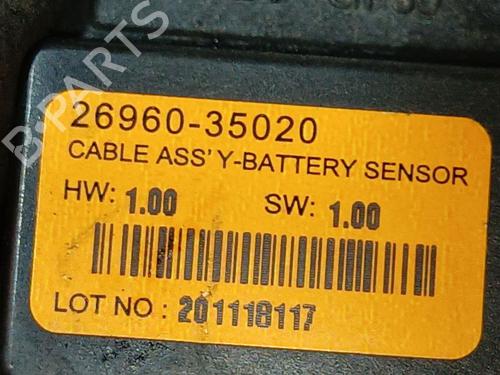 26960-35020
CABLE ASS'Y-BATTERY SENSOR
HW: 1.00 SW: 1.00
LOT NO : 201118117
B-PARTS